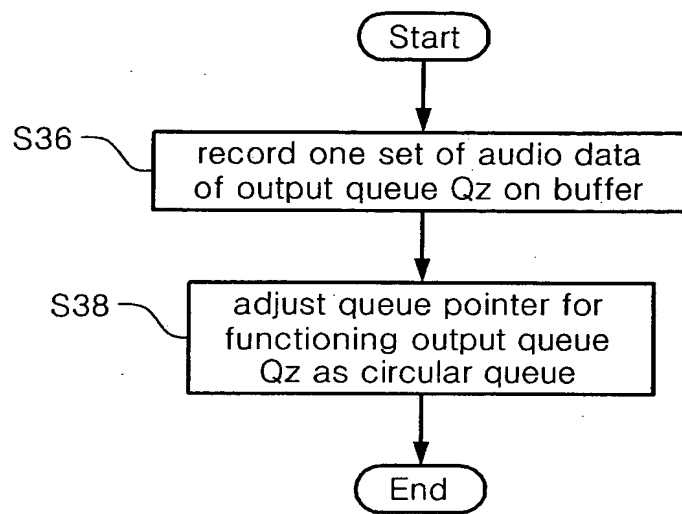 Start
S36
record one set of audio data
of output queue Qz on buffer
S38
adjust queue pointer for
functioning output queue
Qz as circular queue
End